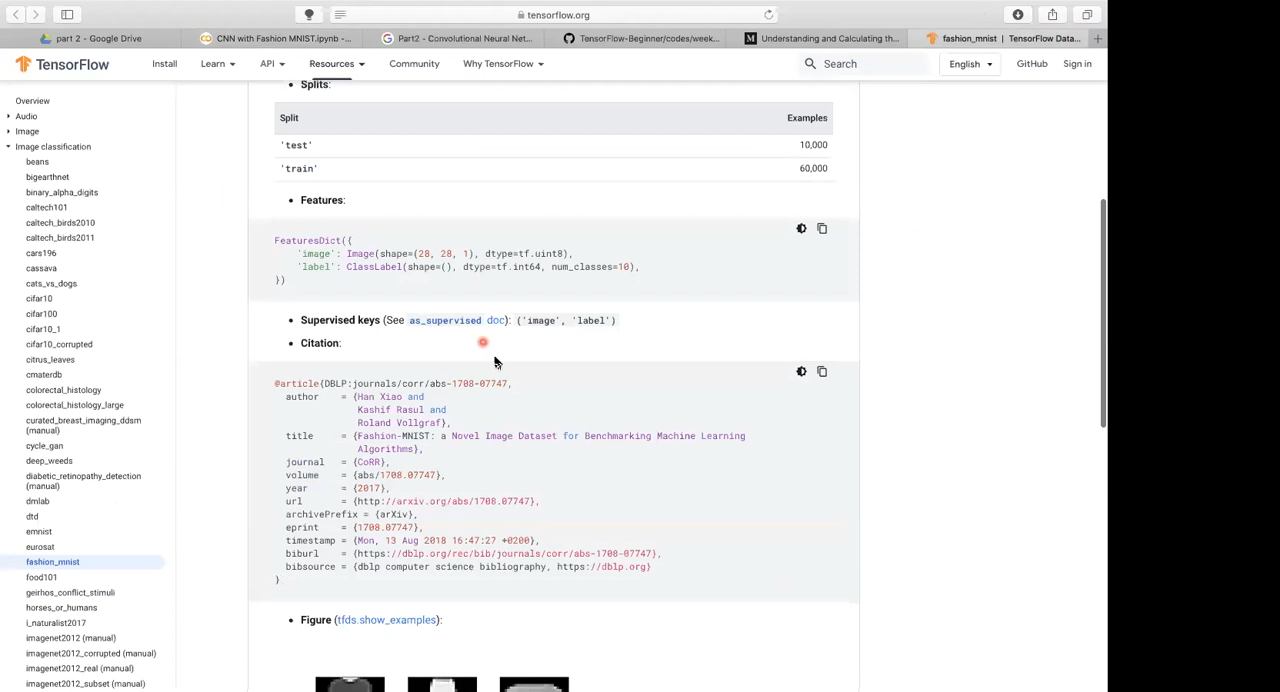 tensorflow.org
part 2 - Google Drive
CNN with Fashion MNIST.ipynb -...
Part2 - Convolutional Neural Net...
TensorFlow-Beginner/codes/week...
Understanding and Calculating th...
fashion_mnist | TensorFlow Data...
TensorFlow
Install
Learn
API
Resources
Community
Why TensorFlow
Search
English
GitHub
Sign in
Overview
Audio
Image
Image classification
beans
bigearthnet
binary_alpha_digits
caltech101
caltech_birds2010
caltech_birds2011
cars196
cassava
cats_vs_dogs
cifar10
cifar100
cifar10_1
cifar10_corrupted
citrus_leaves
cmaterdb
colorectal_histology
colorectal_histology_large
curated_breast_imaging_ddsm
(manual)
cycle_gan
deep_weeds
diabetic_retinopathy_detection
(manual)
dmlab
dtd
emnist
eurosat
fashion_mnist
food101
geirhos_conflict_stimuli
horses_or_humans
i_naturalist2017
imagenet2012 (manual)
imagenet2012_corrupted (manual)
imagenet2012_real (manual)
imagenet2012_subset (manual)
Splits:
Split Examples
'test' 10,000
'train' 60,000
Features:
FeaturesDict({
'image': Image(shape=(28, 28, 1), dtype=tf.uint8),
'label': ClassLabel(shape=(), dtype=tf.int64, num_classes=10),
})
Supervised keys (See as_supervised doc): ('image', 'label')
Citation:
@article{DBLP:journals/corr/abs-1708-07747,
author = {Han Xiao and
Kashif Rasul and
Roland Vollgraf},
title = {Fashion-MNIST: a Novel Image Dataset for Benchmarking Machine Learning
Algorithms},
journal = {CoRR},
volume = {abs/1708.07747},
year = {2017},
url = {http://arxiv.org/abs/1708.07747},
archivePrefix = {arXiv},
eprint = {1708.07747},
timestamp = {Mon, 13 Aug 2018 16:47:27 +0200},
biburl = {https://dblp.org/rec/bib/journals/corr/abs-1708-07747},
bibsource = {dblp computer science bibliography, https://dblp.org}
}
Figure (tfds.show_examples):